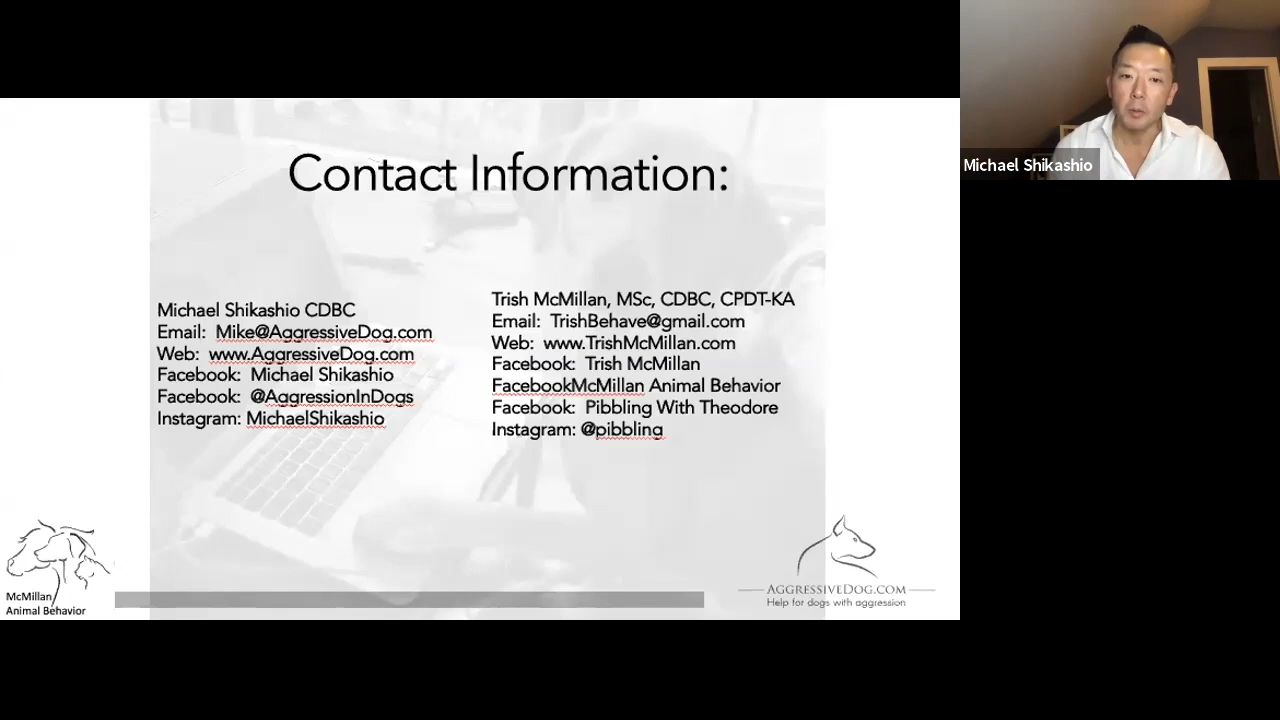 Contact Information:
Michael Shikashio CDBC
Email: Mike@AggressiveDog.com
Web: www.AggressiveDog.com
Facebook: Michael Shikashio
Facebook: @AggressionInDogs
Instagram: MichaelShikashio
Trish McMillan, MSc, CDBC, CPDT-KA
Email: TrishBehave@gmail.com
Web: www.TrishMcMillan.com
Facebook: Trish McMillan
FacebookMcMillan Animal Behavior
Facebook: Pibbling With Theodore
Instagram: @pibbling
McMillan
Animal Behavior
AGGRESSIVEDOG.COM
Help for dogs with aggression
Michael Shikashio